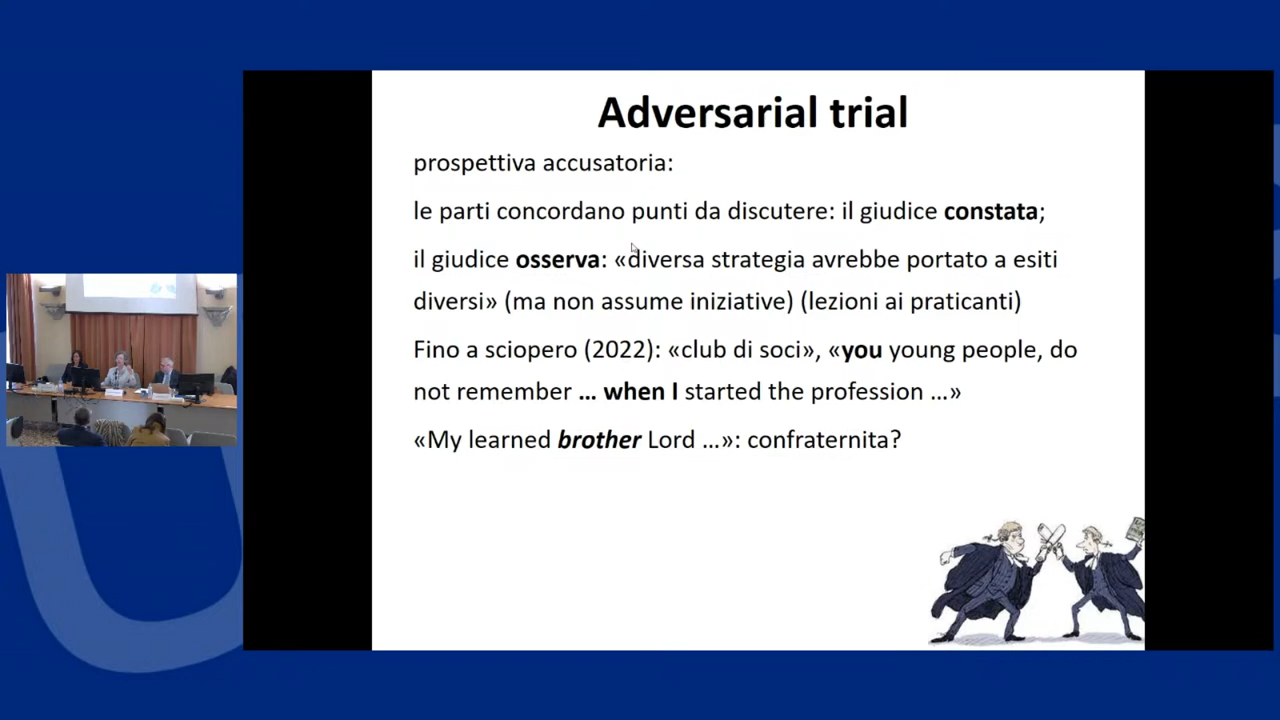 Adversarial trial
prospettiva accusatoria:
le parti concordano punti da discutere: il giudice constata;
il giudice osserva: «diversa strategia avrebbe portato a esiti
diversi» (ma non assume iniziative) (lezioni ai praticanti)
Fino a sciopero (2022): «club di soci», «you young people, do
not remember … when I started the profession …»
«My learned brother Lord …»: confraternita?